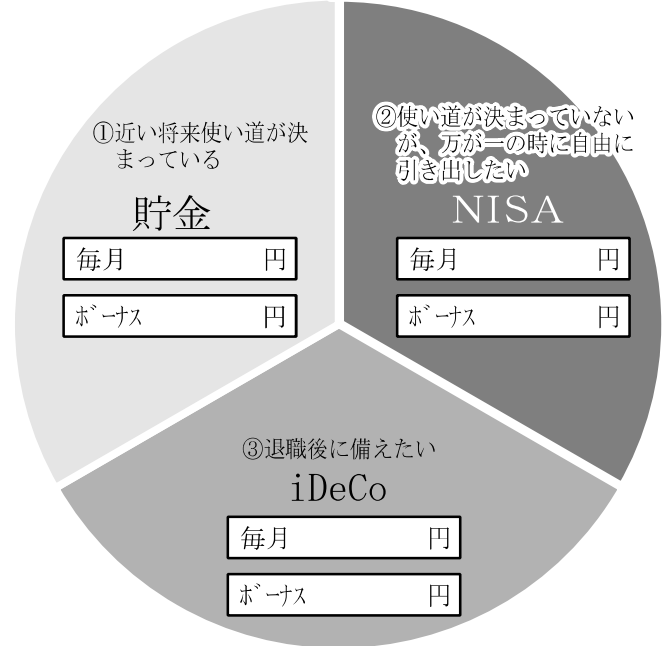 ①近い将来使い道が決
まっている
貯金
毎月 円
ボーナス 円
②使い道が決まっていない
が、万が一の時に自由に
引き出したい
NISA
毎月 円
ボーナス 円
③退職後に備えたい
iDeCo
毎月 円
ボーナス 円